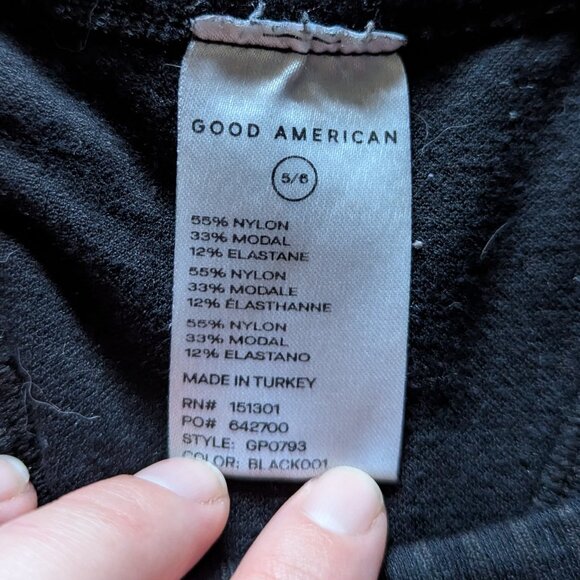 GOOD AMERICAN
5/6
55% NYLON
33% MODAL
12% ELASTANE
55% NYLON
33% MODALE
12% ÉLASTHANNE
55% NYLON
33% MODAL
12% ELASTANO
MADE IN TURKEY
RN# 151301
PO# 642700
STYLE: GP0793
COLOR: BLACK001